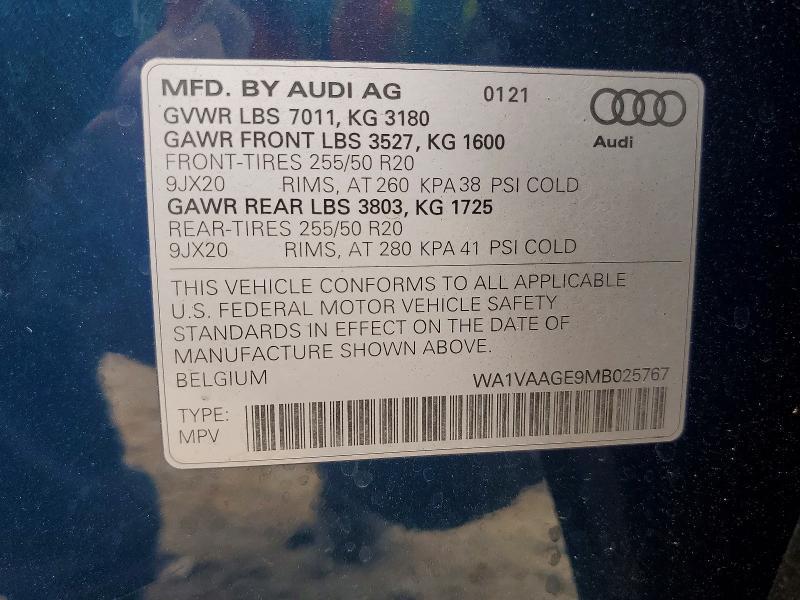 MFD. BY AUDI AG 0121
GVWR LBS 7011, KG 3180
GAWR FRONT LBS 3527, KG 1600
Audi
FRONT-TIRES 255/50 R20
9JX20 RIMS, AT 260 KPA 38 PSI COLD
GAWR REAR LBS 3803, KG 1725
REAR-TIRES 255/50 R20
9JX20 RIMS, AT 280 KPA 41 PSI COLD
THIS VEHICLE CONFORMS TO ALL APPLICABLE
U.S. FEDERAL MOTOR VEHICLE SAFETY
STANDARDS IN EFFECT ON THE DATE OF
MANUFACTURE SHOWN ABOVE.
BELGIUM WA1VAAGE9MB025767
TYPE:
MPV